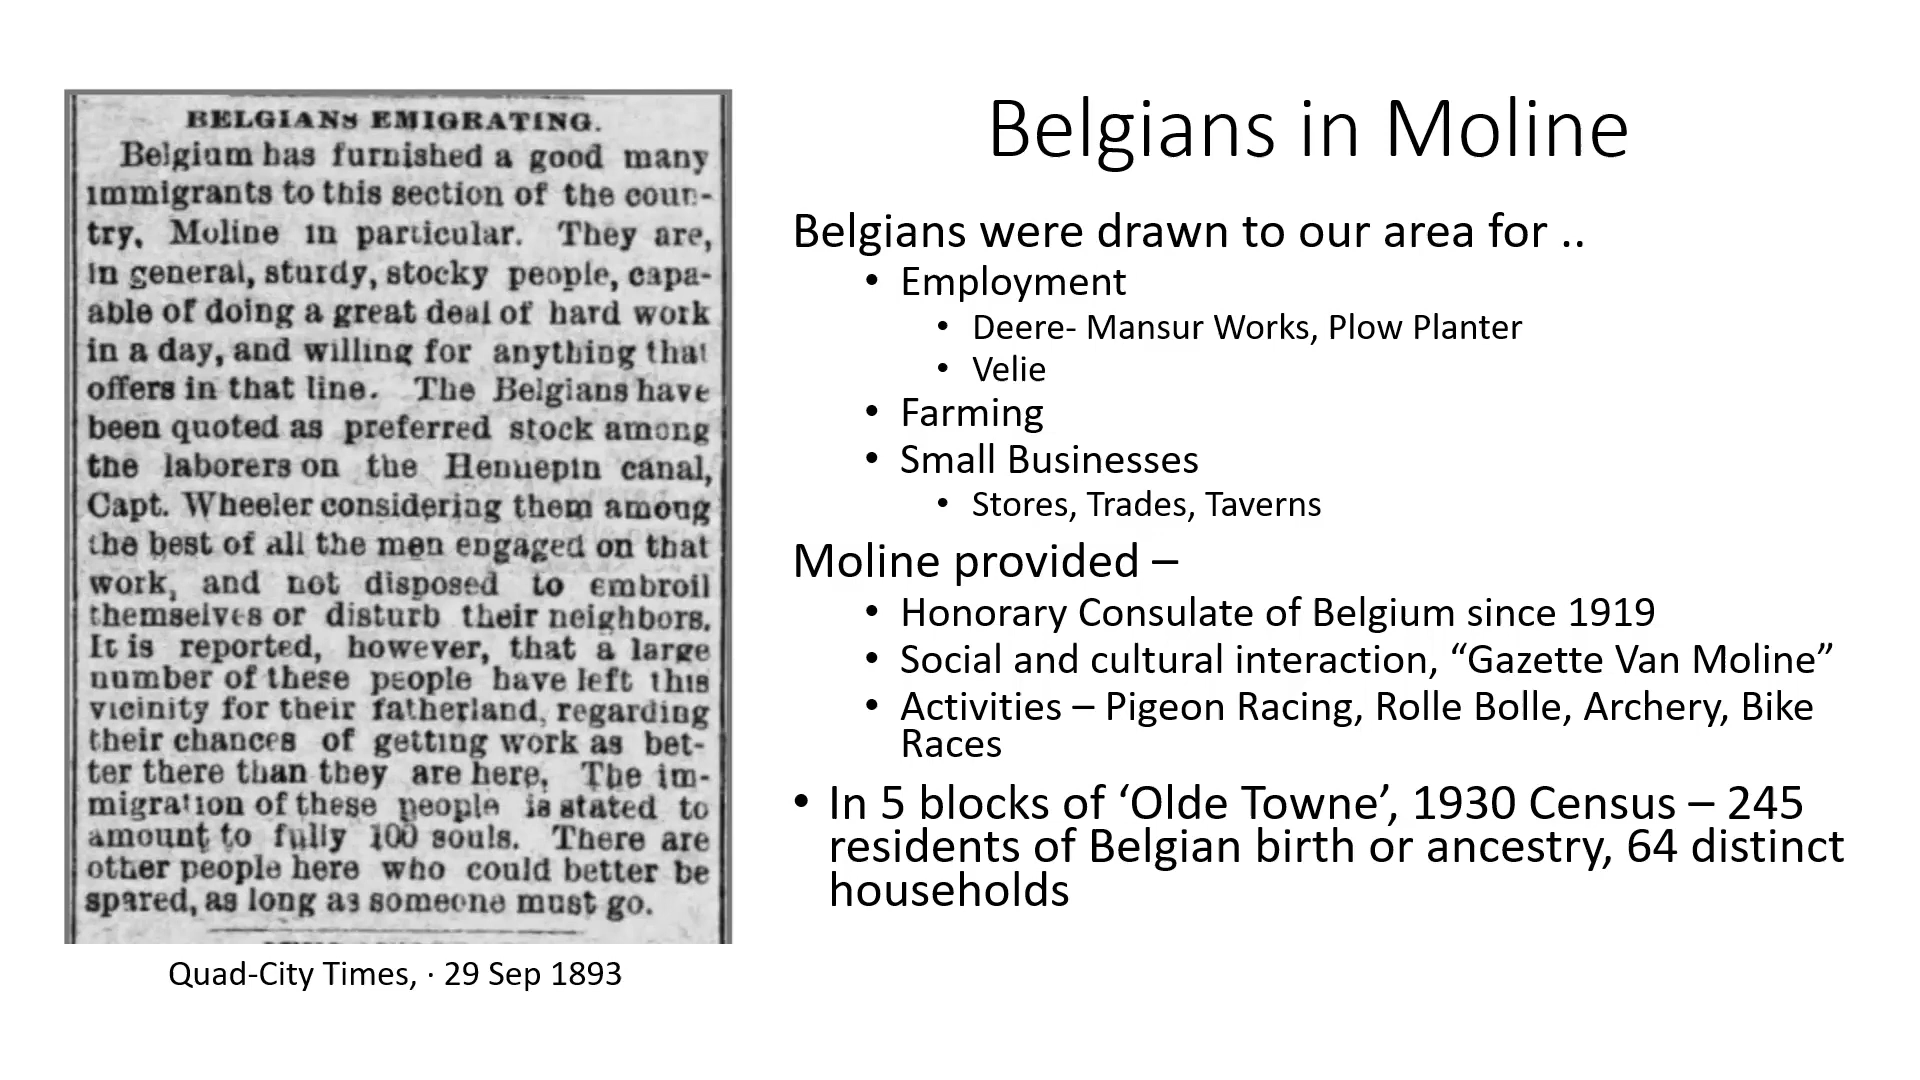 BELGIANS EMIGRATING.
Belgium has furnished a good many
immigrants to this section of the coun-
try, Moline in particular. They are,
in general, sturdy, stocky people, capa-
able of doing a great deal of hard work
in a day, and willing for anything that
offers in that line. The Belgians have
been quoted as preferred stock among
the laborers on the Hennepin canal,
Capt. Wheeler considering them among
the best of all the men engaged on that
work, and not disposed to embroil
themselves or disturb their neighbors.
It is reported, however, that a large
number of these people have left this
vicinity for their fatherland, regarding
their chances of getting work as bet-
ter there than they are here. The im-
migration of these people is stated to
amount to fully 100 souls. There are
other people here who could better be
spared, as long as someone must go.
Quad-City Times, · 29 Sep 1893
Belgians in Moline
Belgians were drawn to our area for ..
• Employment
• Deere- Mansur Works, Plow Planter
• Velie
• Farming
• Small Businesses
• Stores, Trades, Taverns
Moline provided –
• Honorary Consulate of Belgium since 1919
• Social and cultural interaction, “Gazette Van Moline”
• Activities – Pigeon Racing, Rolle Bolle, Archery, Bike
Races
• In 5 blocks of ‘Olde Towne’, 1930 Census – 245
residents of Belgian birth or ancestry, 64 distinct
households